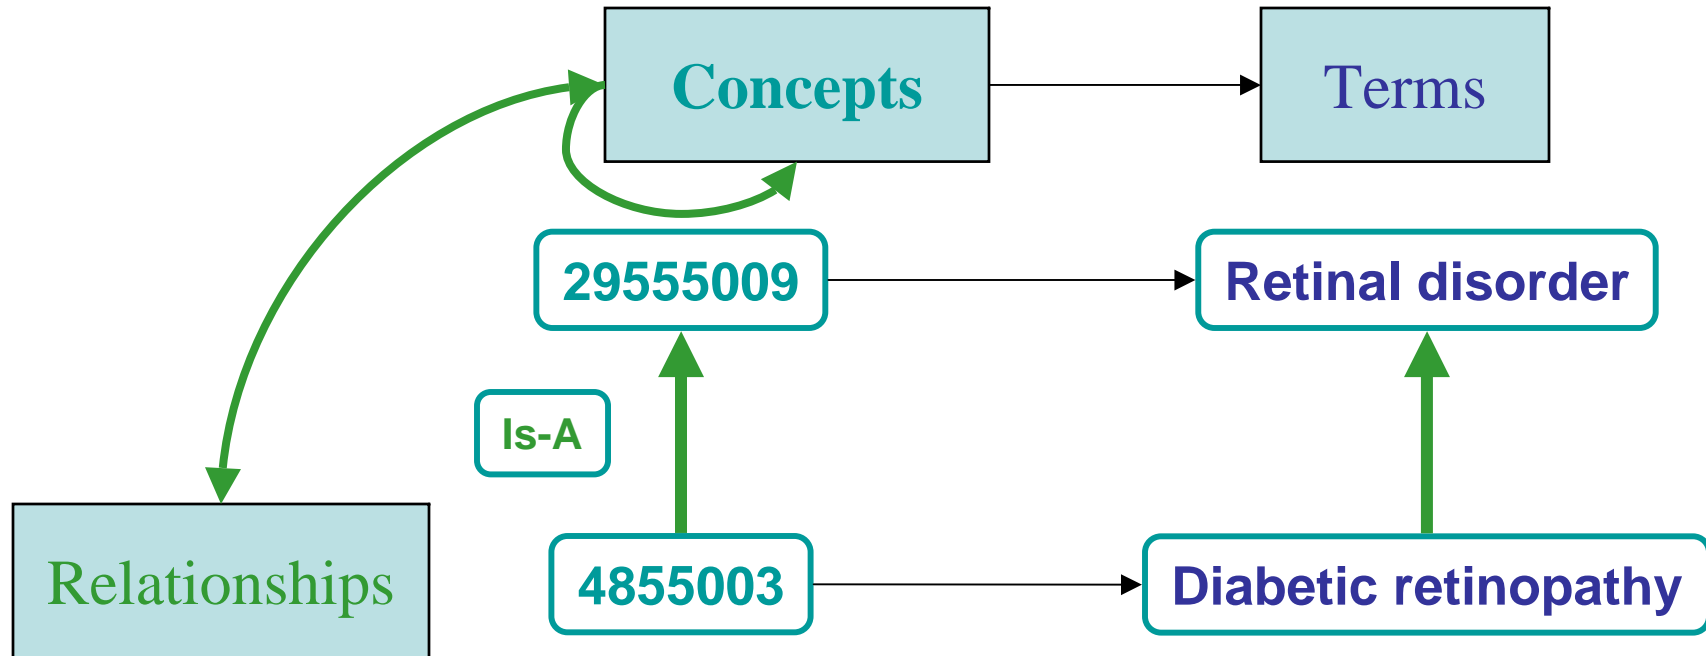 Concepts
Terms
29555009
Retinal disorder
Is-A
Relationships
4855003
Diabetic retinopathy